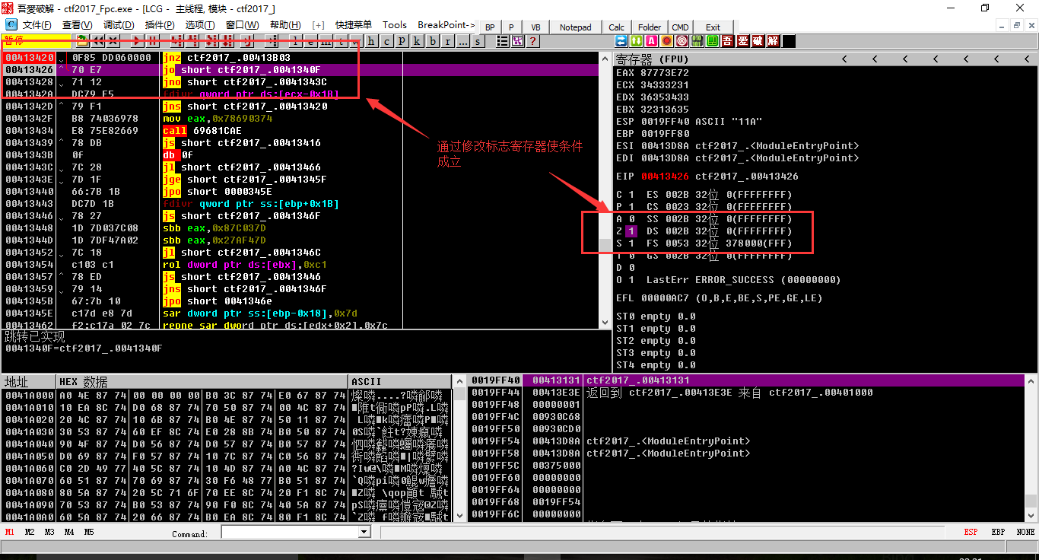 吾爱破解 - ctf2017_Fpc.exe - [LCG - 主线程, 模块 - ctf2017_]
文件(F) 查看(V) 调试(D) 插件(P) 选项(T) 窗口(W) 帮助(H) [+] 快捷菜单 Tools BreakPoint-> BP P VB Notepad Calc Folder CMD Exit
暂停 l e m t w h c p k b r ... s 吾 爱 破 解
00413420 0F85 DD060000 jnz ctf2017_.00413B03
00413426 70 E7 jo short ctf2017_.0041340F
00413428 71 12 jno short ctf2017_.0041343C
0041342A DC79 E5 fdivr qword ptr ds:[ecx-0x1B]
0041342D 79 F1 jns short ctf2017_.00413420
0041342F B8 74036978 mov eax,0x78690374
00413434 E8 75E82669 call 69681CAE
00413439 78 DB js short ctf2017_.00413416
0041343B 0f db 0f
0041343C 7C 28 jl short ctf2017_.00413466
0041343E 7D 1F jge short ctf2017_.0041345F
00413440 66:7B 1B jpo short 0000345E
00413443 DC7D 1B fdivr qword ptr ss:[ebp+0x1B]
00413446 78 27 js short ctf2017_.0041346F
00413448 1D 7D037C08 sbb eax,0x87C037D
0041344D 1D 7DF47A02 sbb eax,0x27AF47D
00413452 7C 18 jl short ctf2017_.0041346C
00413454 c103 c1 rol dword ptr ds:[ebx],0xc1
00413457 78 ED js short ctf2017_.00413446
00413459 79 14 jns short ctf2017_.0041346F
0041345B 67:7b 10 jpo short 0041346e
0041345E c17d e8 7d sar dword ptr ss:[ebp-0x18],0x7d
00413462 f2:c17a 02 7c repne sar dword ptr ds:[edx+0x2],0x7c
跳转已实现
0041340F=ctf2017_.0041340F
通过修改标志寄存器使条件
成立
寄存器 (FPU) < < < < < <
EAX 87773E72
ECX 34333231
EDX 36353433
EBX 32313635
ESP 0019FF40 ASCII "11A"
EBP 0019FF80
ESI 00413D8A ctf2017_.<ModuleEntryPoint>
EDI 00413D8A ctf2017_.<ModuleEntryPoint>
EIP 00413426 ctf2017_.00413426
C 1 ES 002B 32位 0(FFFFFFFF)
P 1 CS 0023 32位 0(FFFFFFFF)
A 0 SS 002B 32位 0(FFFFFFFF)
Z 1 DS 002B 32位 0(FFFFFFFF)
S 1 FS 0053 32位 378000(FFF)
T 0 GS 002B 32位 0(FFFFFFFF)
D 0
O 1 LastErr ERROR_SUCCESS (00000000)
EFL 00000AC7 (O,B,E,BE,S,PE,GE,LE)
ST0 empty 0.0
ST1 empty 0.0
ST2 empty 0.0
ST3 empty 0.0
ST4 empty 0.0
地址 HEX 数据 ASCII
0041A000 A0 4E 87 74 00 00 00 00 B0 3C 87 74 E0 67 87 74
0041A010 10 EA 8C 74 D0 68 87 74 70 50 87 74 00 4C 87 74
0041A020 20 4C 87 74 10 6B 87 74 B0 4E 87 74 50 11 87 74
0041A030 30 53 87 74 60 EF 8C 74 E0 28 8B 74 B0 50 87 74
0041A040 90 4F 87 74 D0 56 87 74 D0 57 87 74 B0 57 87 74
0041A050 D0 69 87 74 F0 57 87 74 10 7C 87 74 C0 56 87 74
0041A060 C0 2D 49 77 40 5C 87 74 10 4D 87 74 A0 4C 87 74
0041A070 60 51 87 74 70 69 87 74 30 F6 48 77 B0 51 87 74
0041A080 80 5A 87 74 20 5C 71 6F 70 EE 8C 74 20 F1 8C 74
0041A090 70 53 87 74 B0 53 87 74 90 F0 8C 74 40 5A 87 74
0041A0A0 60 5A 87 74 20 66 87 74 B0 EA 8C 74 80 F1 8C 74
0019FF40 00413131 ctf2017_.00413131
0019FF44 00413E3E 返回到 ctf2017_.00413E3E 来自 ctf2017_.00401000
0019FF48 00000001
0019FF4C 00930C68
0019FF50 00930CD0
0019FF54 00413D8A ctf2017_.<ModuleEntryPoint>
0019FF58 00413D8A ctf2017_.<ModuleEntryPoint>
0019FF5C 00375000
0019FF60 00000000
0019FF64 00000000
0019FF68 0019FF54
0019FF6C 00000000
M1 M2 M3 M4 M5 Command: ESP EBP NONE